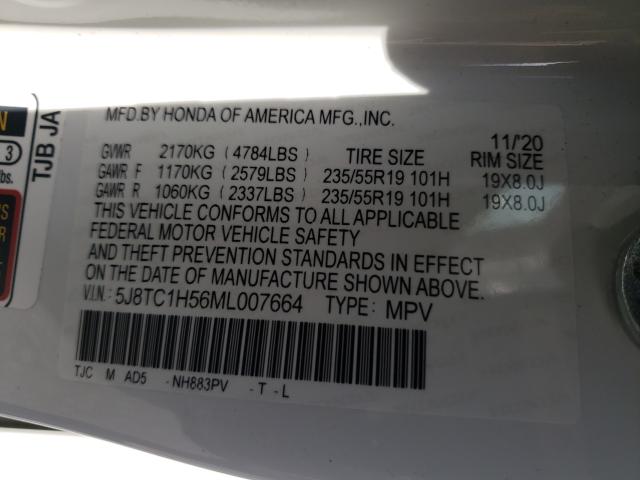 MFD.BY HONDA OF AMERICA MFG.,INC.
11/'20
GVWR 2170KG (4784LBS) TIRE SIZE RIM SIZE
GAWR F 1170KG (2579LBS) 235/55R19 101H 19X8.0J
GAWR R 1060KG (2337LBS) 235/55R19 101H 19X8.0J
THIS VEHICLE CONFORMS TO ALL APPLICABLE
FEDERAL MOTOR VEHICLE SAFETY
AND THEFT PREVENTION STANDARDS IN EFFECT
ON THE DATE OF MANUFACTURE SHOWN ABOVE.
V.I.N.: 5J8TC1H56ML007664 TYPE: MPV
TJC M AD5 -NH883PV -T-L
TJB JA
3
lbs.